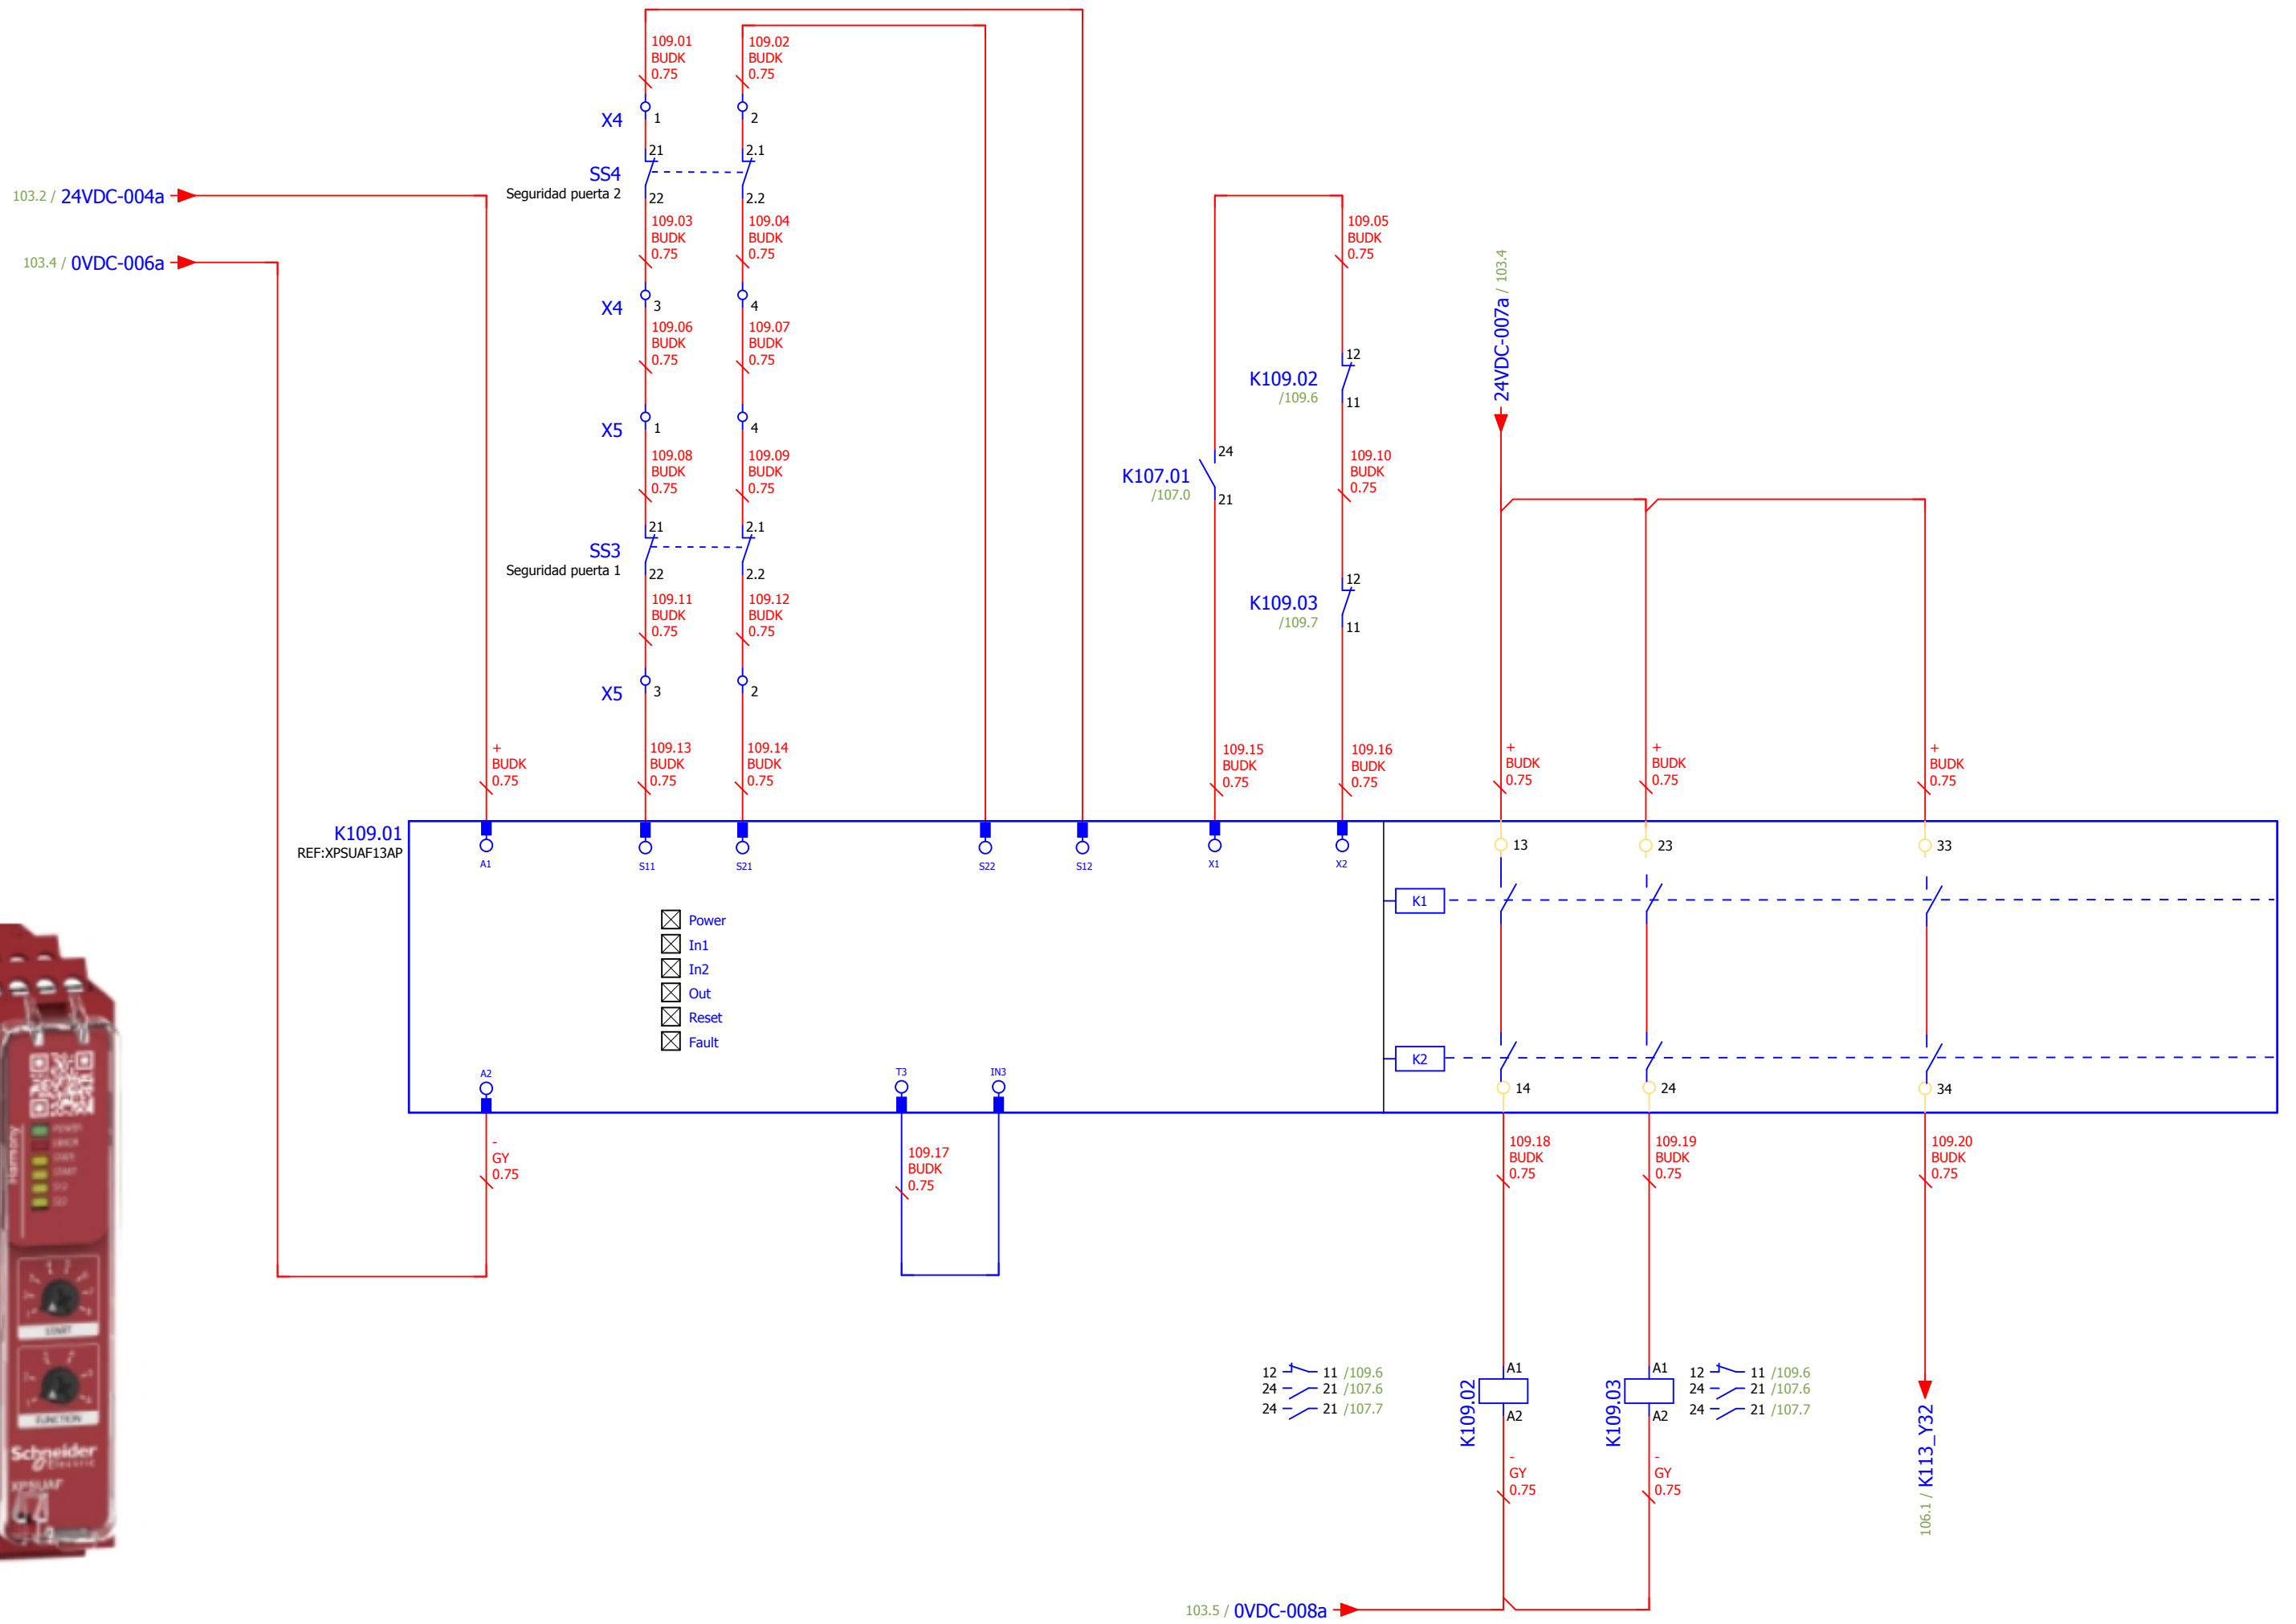 109.01
BUDK
0.75
109.02
BUDK
0.75
X4
1
2
21
2.1
SS4
Seguridad puerta 2
22
2.2
103.2 / 24VDC-004a
109.03
BUDK
0.75
109.04
BUDK
0.75
109.05
BUDK
0.75
103.4 / 0VDC-006a
24VDC-007a / 103.4
X4
3
4
109.06
BUDK
0.75
109.07
BUDK
0.75
12
K109.02
/109.6
11
X5
1
4
109.08
BUDK
0.75
109.09
BUDK
0.75
24
K107.01
/107.0
21
109.10
BUDK
0.75
21
2.1
SS3
Seguridad puerta 1
22
2.2
12
K109.03
/109.7
11
109.11
BUDK
0.75
109.12
BUDK
0.75
X5
3
2
+
BUDK
0.75
109.13
BUDK
0.75
109.14
BUDK
0.75
109.15
BUDK
0.75
109.16
BUDK
0.75
+
BUDK
0.75
+
BUDK
0.75
+
BUDK
0.75
K109.01
REF:XPSUAF13AP
A1
S11
S21
S22
S12
X1
X2
13
23
33
K1
Power
In1
In2
Out
Reset
Fault
K2
A2
T3
IN3
14
24
34
-
GY
0.75
109.17
BUDK
0.75
109.18
BUDK
0.75
109.19
BUDK
0.75
109.20
BUDK
0.75
Harmony
POWER
ERROR
STATE
START
START
FUNCTION
Schneider
Electric
XPSUAF
12 11 /109.6
24 21 /107.6
24 21 /107.7
K109.02
A1
A2
K109.03
A1
A2
12 11 /109.6
24 21 /107.6
24 21 /107.7
106.1 / K113_Y32
-
GY
0.75
-
GY
0.75
103.5 / 0VDC-008a